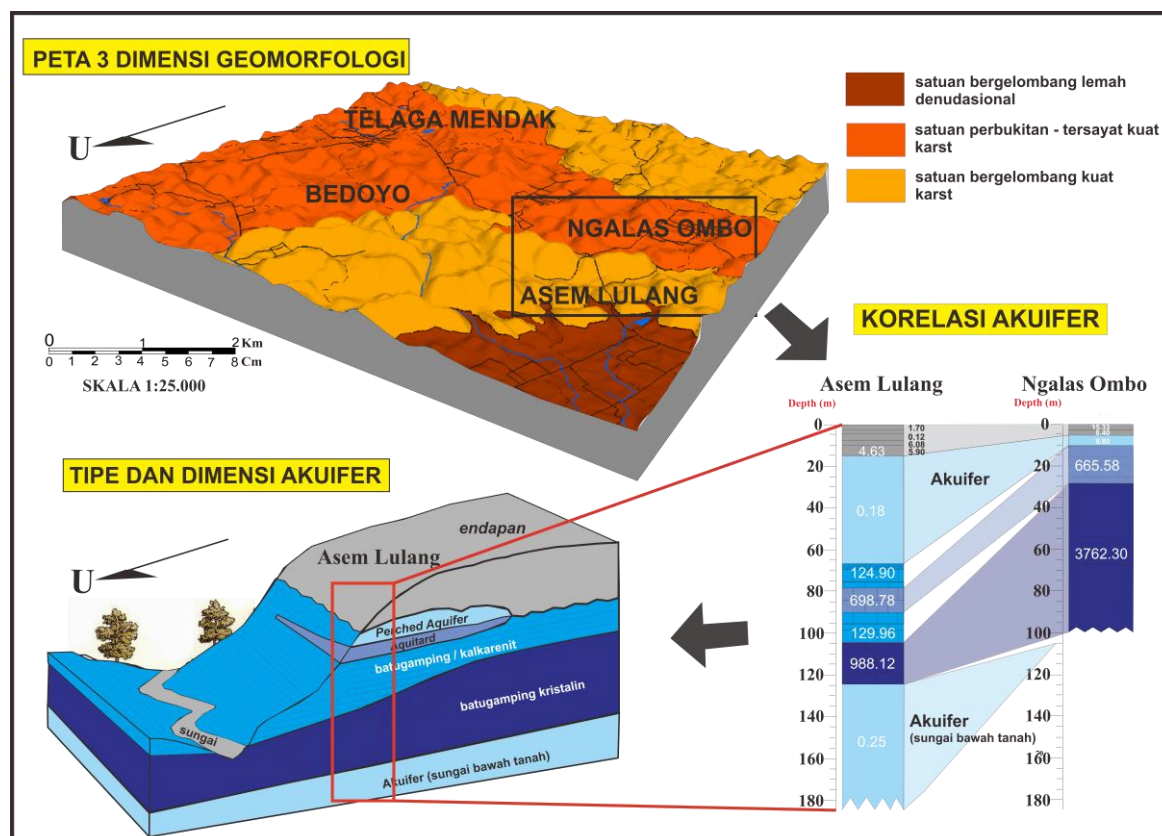 PETA 3 DIMENSI GEOMORFOLOGI
U
TELAGA MENDAK
BEDOYO
NGALAS OMBO
ASEM LULANG
satuan bergelombang lemah
denudasional
satuan perbukitan - tersayat kuat
karst
satuan bergelombang kuat
karst
0 1 2 Km
0 1 2 3 4 5 6 7 8 Cm
SKALA 1:25.000
KORELASI AKUIFER
Asem Lulang
Depth (m)
0
20
40
60
80
100
120
140
160
180
1.70
0.12
6.08
5.90
4.63
0.18
124.90
698.78
129.96
988.12
0.25
Akuifer
Akuifer
(sungai bawah tanah)
Ngalas Ombo
Depth (m)
0
20
40
60
80
100
120
140
160
180
665.58
3762.30
TIPE DAN DIMENSI AKUIFER
U
endapan
Asem Lulang
Perched Aquifer
Aquitard
batugamping / kalkarenit
batugamping kristalin
sungai
Akuifer (sungai bawah tanah)